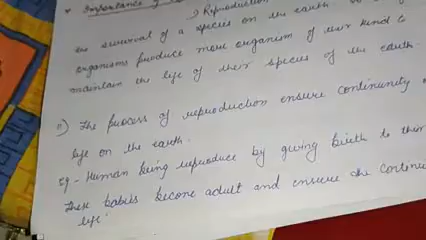 * Importance of
→ Reproduction
the survival of a species on the earth
organisms produce more organism of their kind to
maintain the life of their species of the earth.
c) The process of reproduction ensure continuity
life on the earth.
eg - Human being reproduce by giving birth to their
These babies become adult and ensure the continu
life.